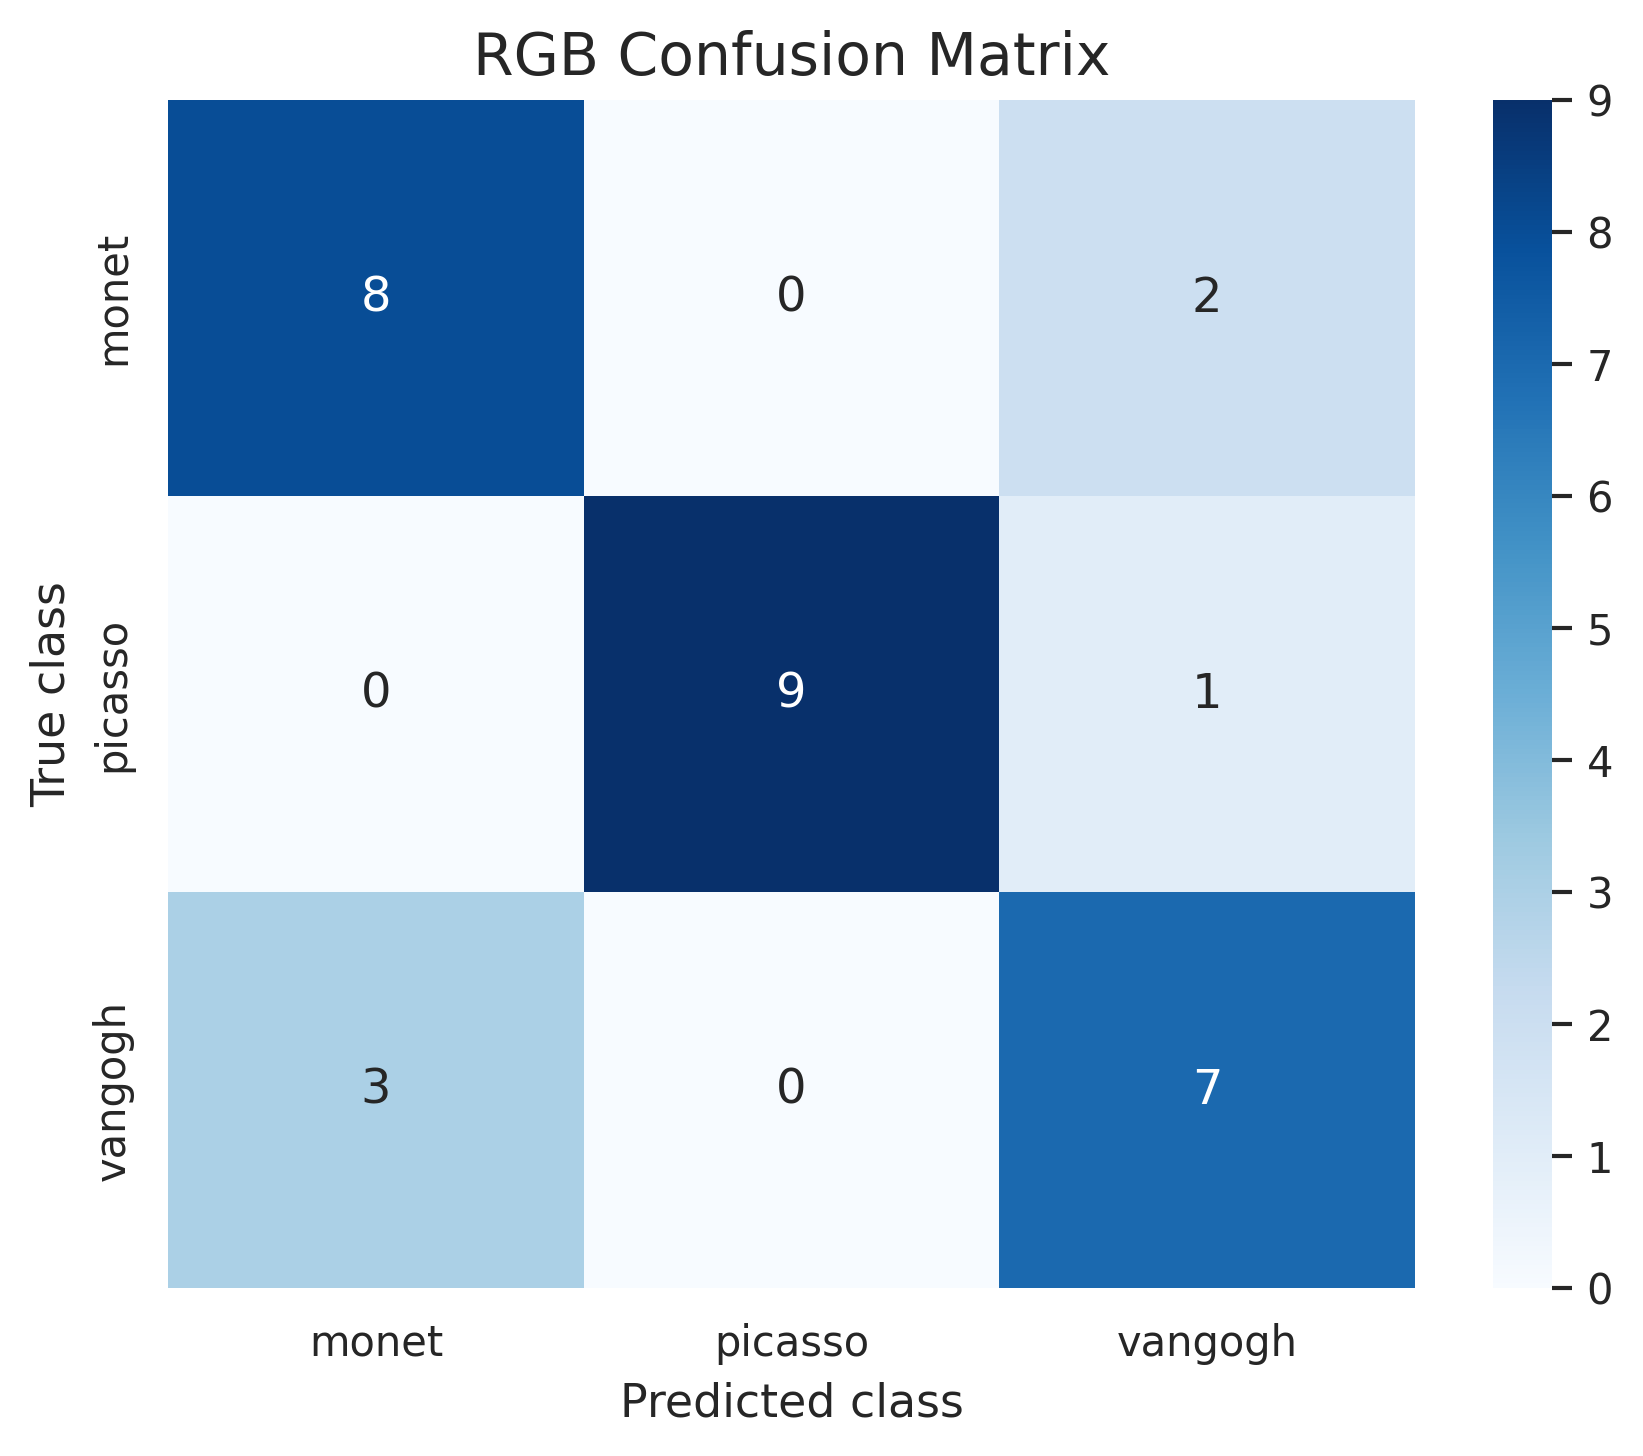 RGB Confusion Matrix
True class
monet
8 0 2
picasso
0 9 1
vangogh
3 0 7
monet picasso vangogh
Predicted class
9
8
7
6
5
4
3
2
1
0